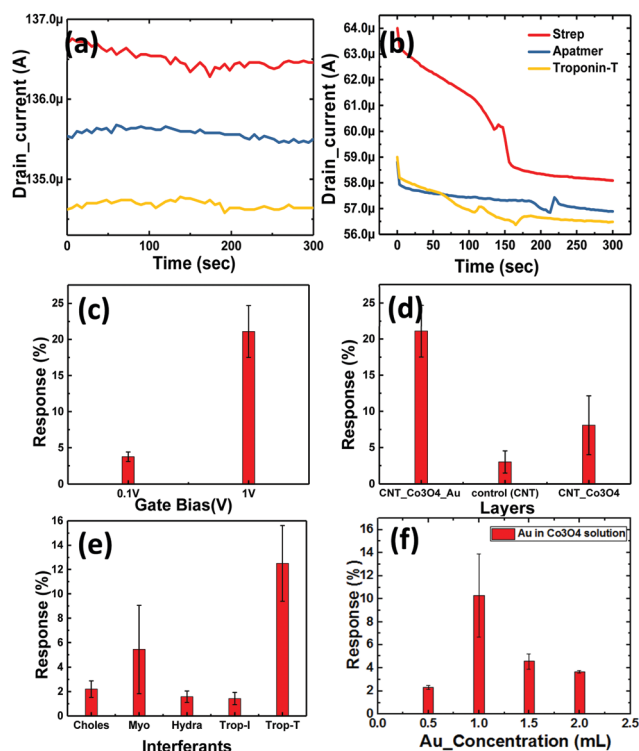 (a)
137.0µ
136.0µ
135.0µ
Drain_current (A)
0
100
200
300
Time (sec)
(b)
64.0µ
63.0µ
62.0µ
61.0µ
60.0µ
59.0µ
58.0µ
57.0µ
56.0µ
Drain_current (A)
Strep
Apatmer
Troponin-T
0
50
100
150
200
250
300
Time (sec)
(c)
25
20
15
10
5
0
Response (%)
0.1V
1V
Gate Bias(V)
(d)
25
20
15
10
5
0
Response (%)
CNT_Co3O4_Au
control (CNT)
CNT_Co3O4
Layers
(e)
16
14
12
10
8
6
4
2
0
Response (%)
Choles
Myo
Hydra
Trop-I
Trop-T
Interferants
(f)
16
14
12
10
8
6
4
2
0
Response (%)
Au in Co3O4 solution
0.5
1.0
1.5
2.0
2.5
Au_Concentration (mL)